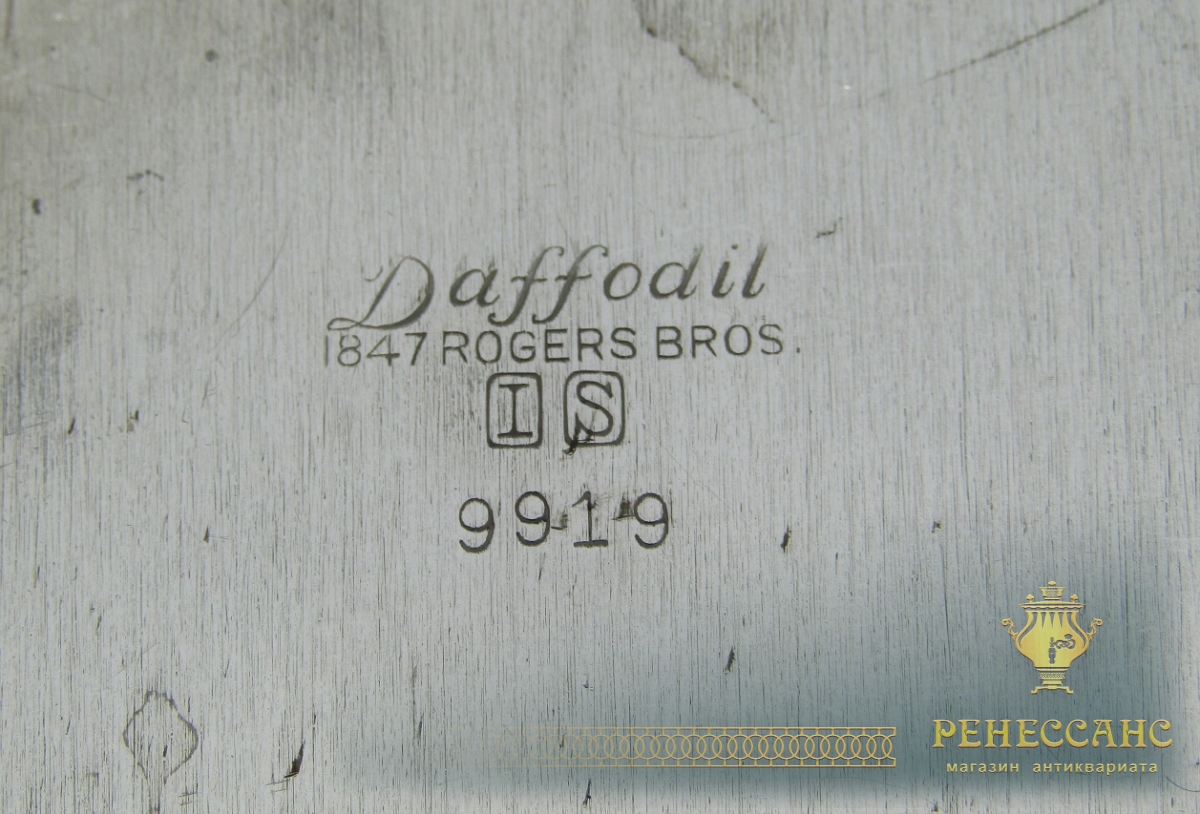 Daffodil
1847 ROGERS BROS.
I S
9919
РЕНЕССАНС
магазин антиквариата